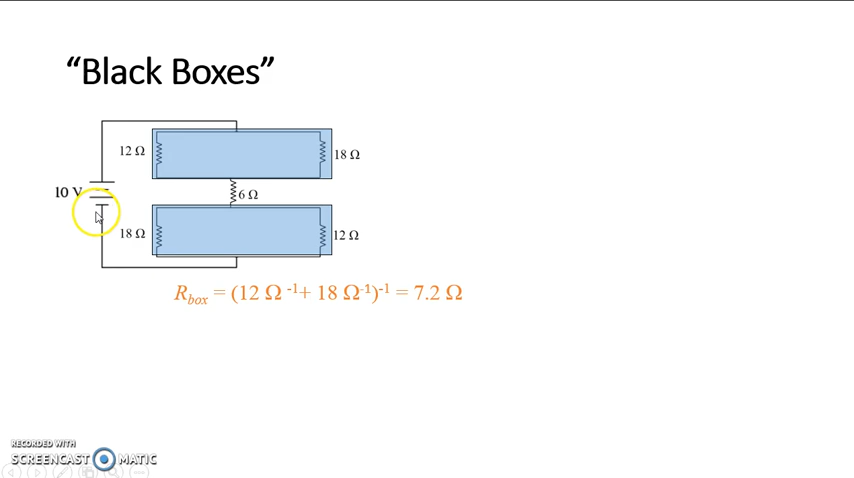 “Black Boxes”
12 Ω
18 Ω
10 V
6 Ω
18 Ω
12 Ω
R_box = (12 Ω ⁻¹+ 18 Ω⁻¹)⁻¹ = 7.2 Ω
RECORDED WITH
SCREENCAST MATIC